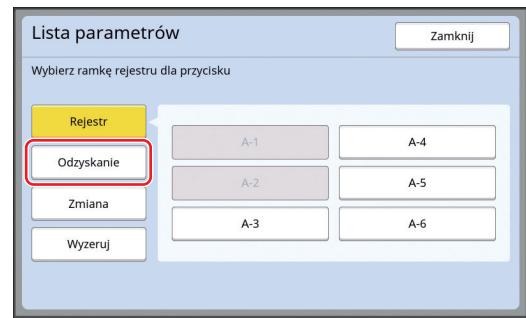 Lista parametrów
Zamknij
Wybierz ramkę rejestru dla przycisku
Rejestr
A-1
A-4
Odzyskanie
A-2
A-5
Zmiana
A-3
A-6
Wyzeruj